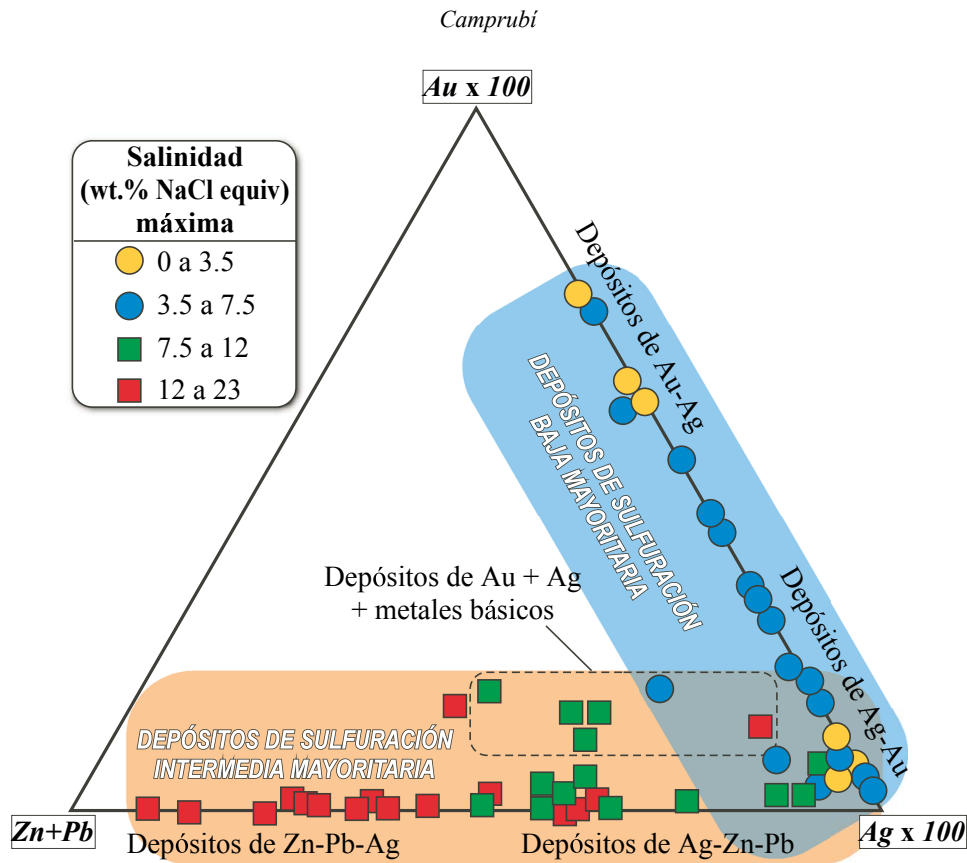 Camprubí
Au x 100
Salinidad
(wt.% NaCl equiv)
máxima
0 a 3.5
3.5 a 7.5
7.5 a 12
12 a 23
Depósitos de Au-Ag
DEPÓSITOS DE SULFURACIÓN
BAJA MAYORITARIA
Depósitos de Au + Ag
+ metales básicos
Depósitos de Ag-Au
DEPÓSITOS DE SULFURACIÓN
INTERMEDIA MAYORITARIA
Zn+Pb
Depósitos de Zn-Pb-Ag
Depósitos de Ag-Zn-Pb
Ag x 100